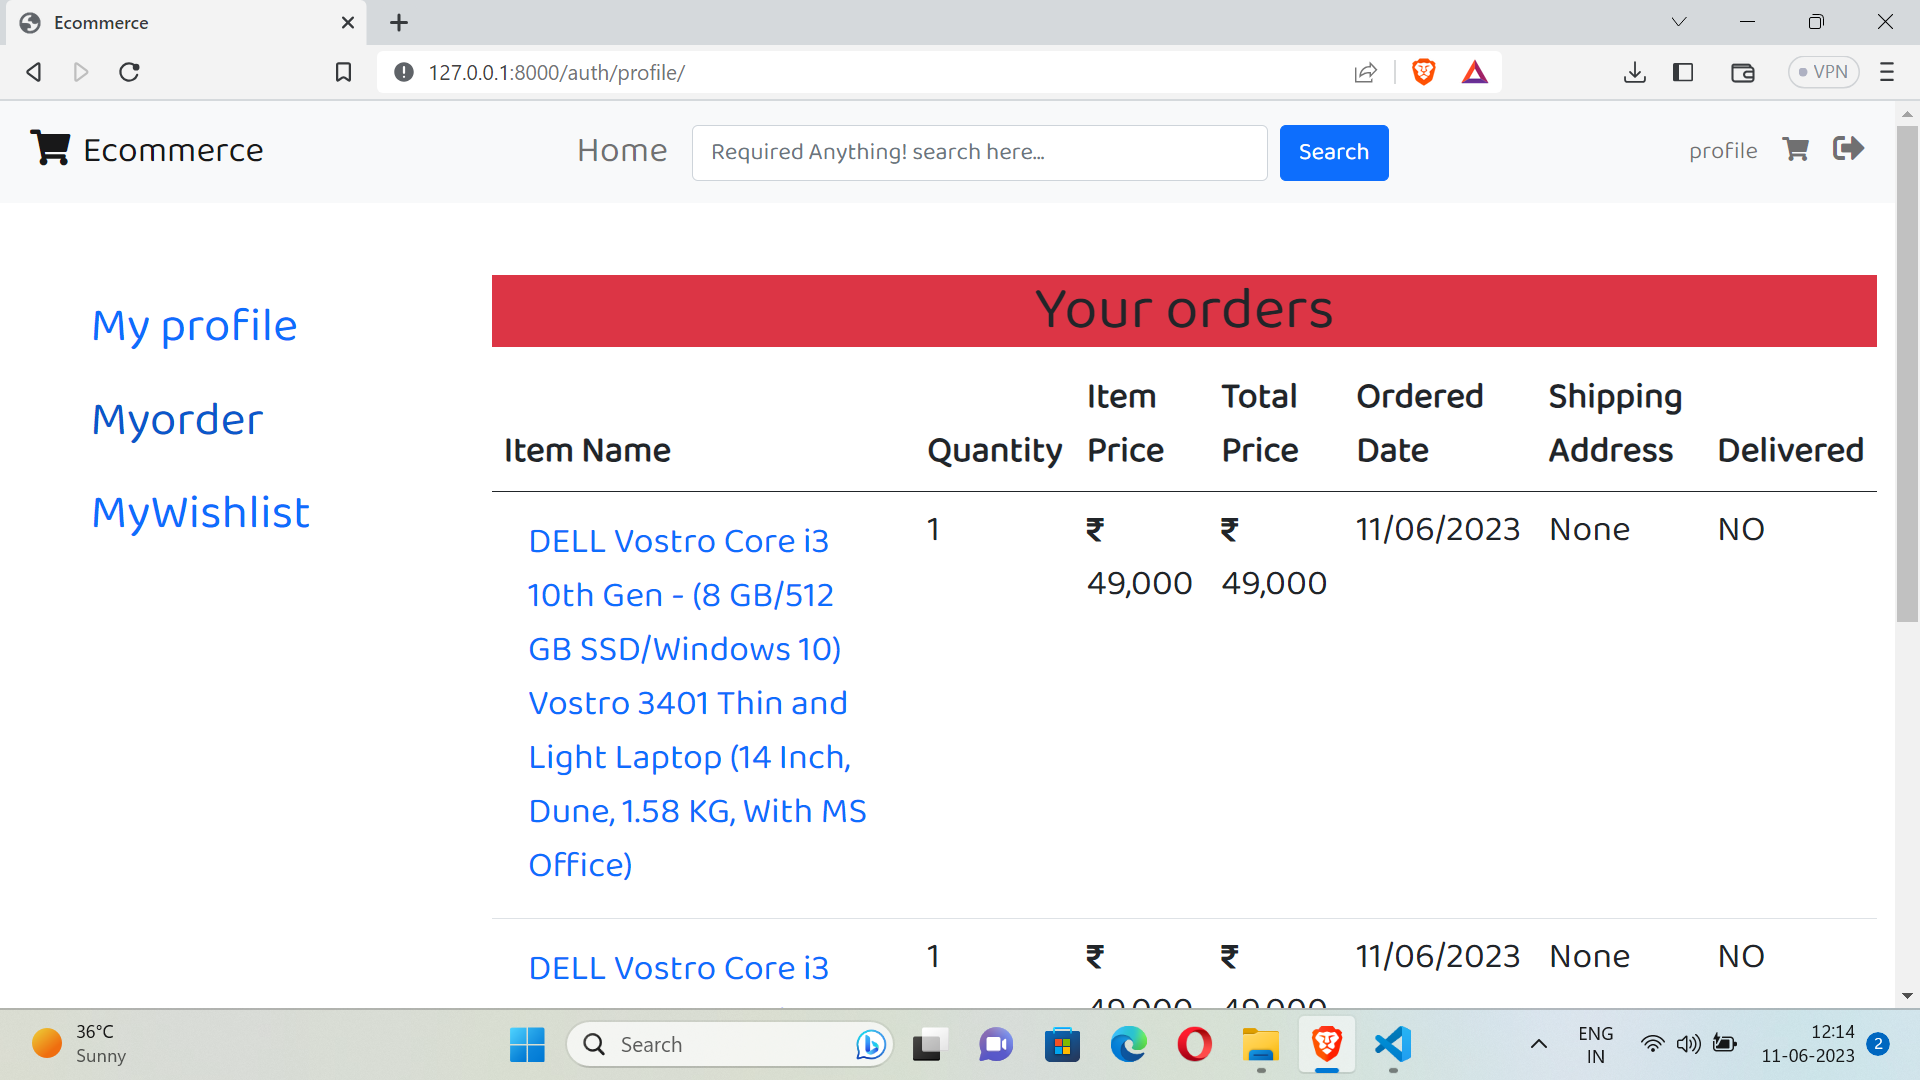 Ecommerce
127.0.0.1:8000/auth/profile/
VPN
Ecommerce
Home
Required Anything! search here...
Search
profile
My profile
Myorder
MyWishlist
Your orders
Item Name
Quantity
Item
Price
Total
Price
Ordered
Date
Shipping
Address
Delivered
DELL Vostro Core i3
10th Gen - (8 GB/512
GB SSD/Windows 10)
Vostro 3401 Thin and
Light Laptop (14 Inch,
Dune, 1.58 KG, With MS
Office)
1
₹
49,000
₹
49,000
11/06/2023
None
NO
DELL Vostro Core i3
1
₹
49,000
₹
49,000
11/06/2023
None
NO
36°C
Sunny
Search
ENG
IN
12:14
11-06-2023
2